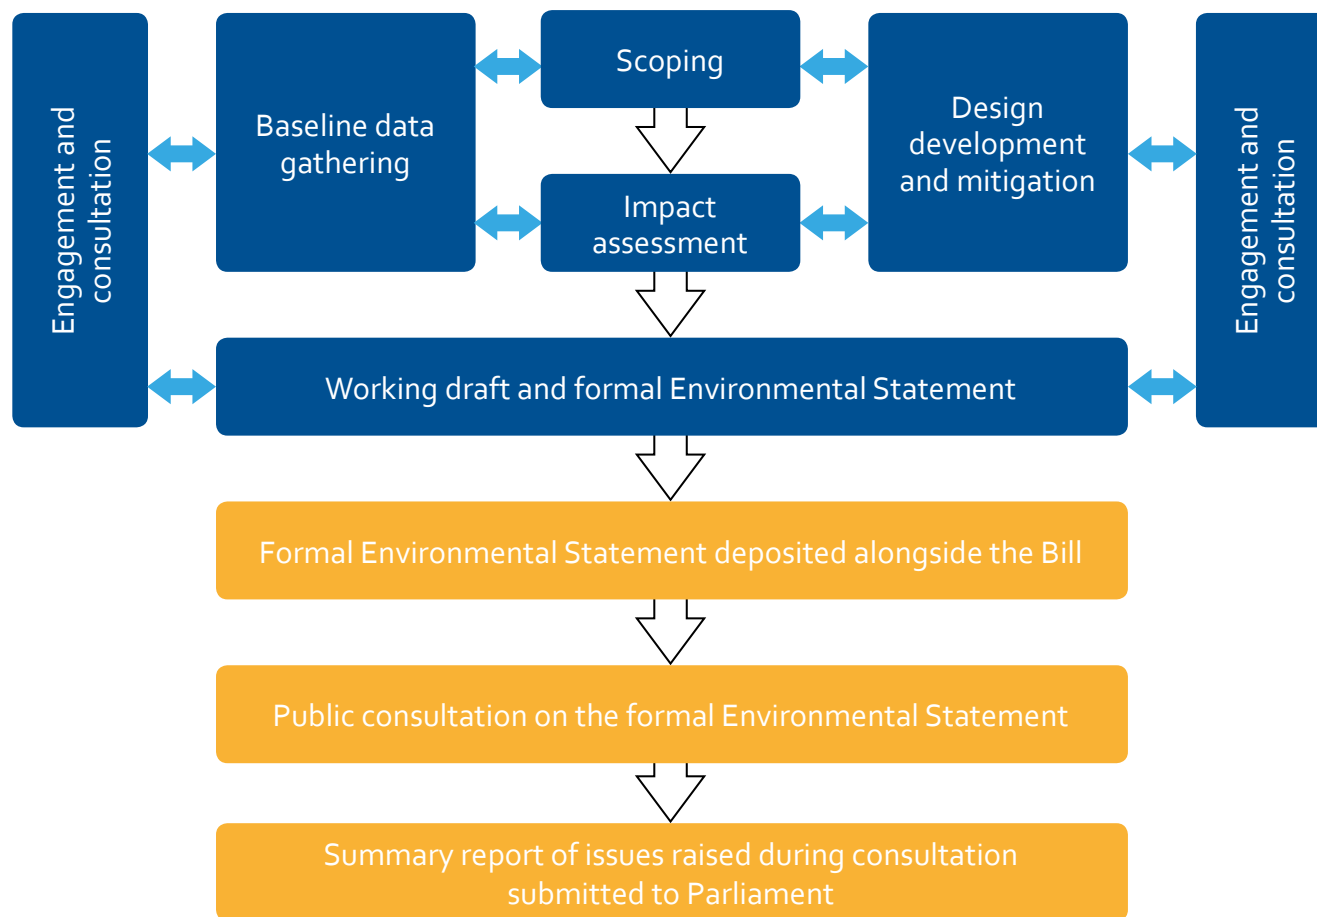 Engagement and
consultation
Baseline data
gathering
Scoping
Impact
assessment
Design
development
and mitigation
Engagement and
consultation
Working draft and formal Environmental Statement
Formal Environmental Statement deposited alongside the Bill
Public consultation on the formal Environmental Statement
Summary report of issues raised during consultation
submitted to Parliament